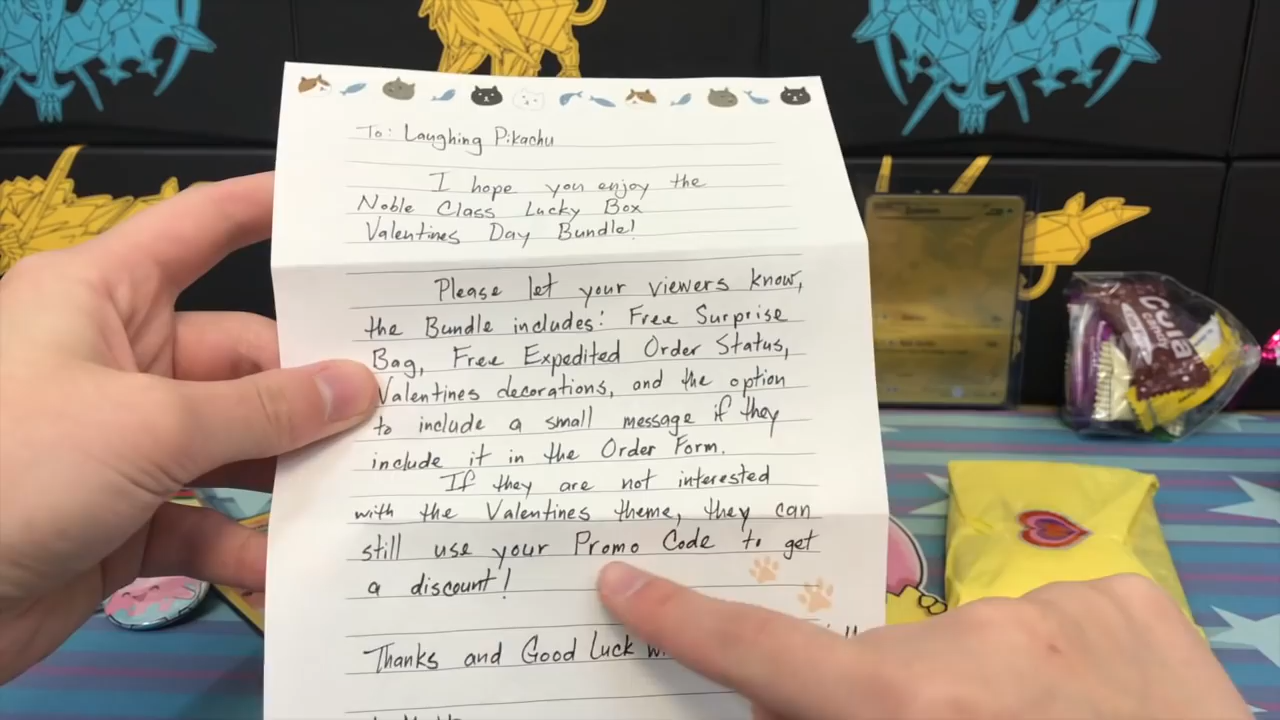 To: Laughing Pikachu
I hope you enjoy the
Noble Class Lucky Box
Valentines Day Bundle!
Please let your viewers know,
the Bundle includes: Free Surprise
Bag, Free Expedited Order Status,
Valentines decorations, and the option
to include a small message if they
include it in the Order Form.
If they are not interested
with the Valentines theme, they can
still use your Promo Code to get
a discount!
Thanks and Good Luck